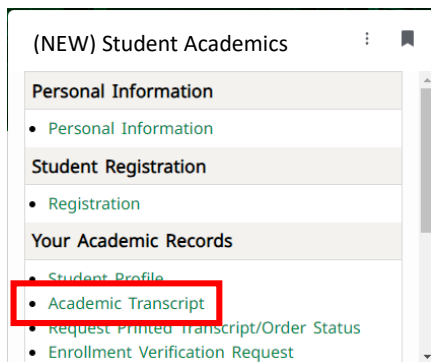 (NEW) Student Academics
Personal Information
Personal Information
Student Registration
Registration
Your Academic Records
Student Profile
Academic Transcript
Request Printed Transcript/Order Status
Enrollment Verification Request